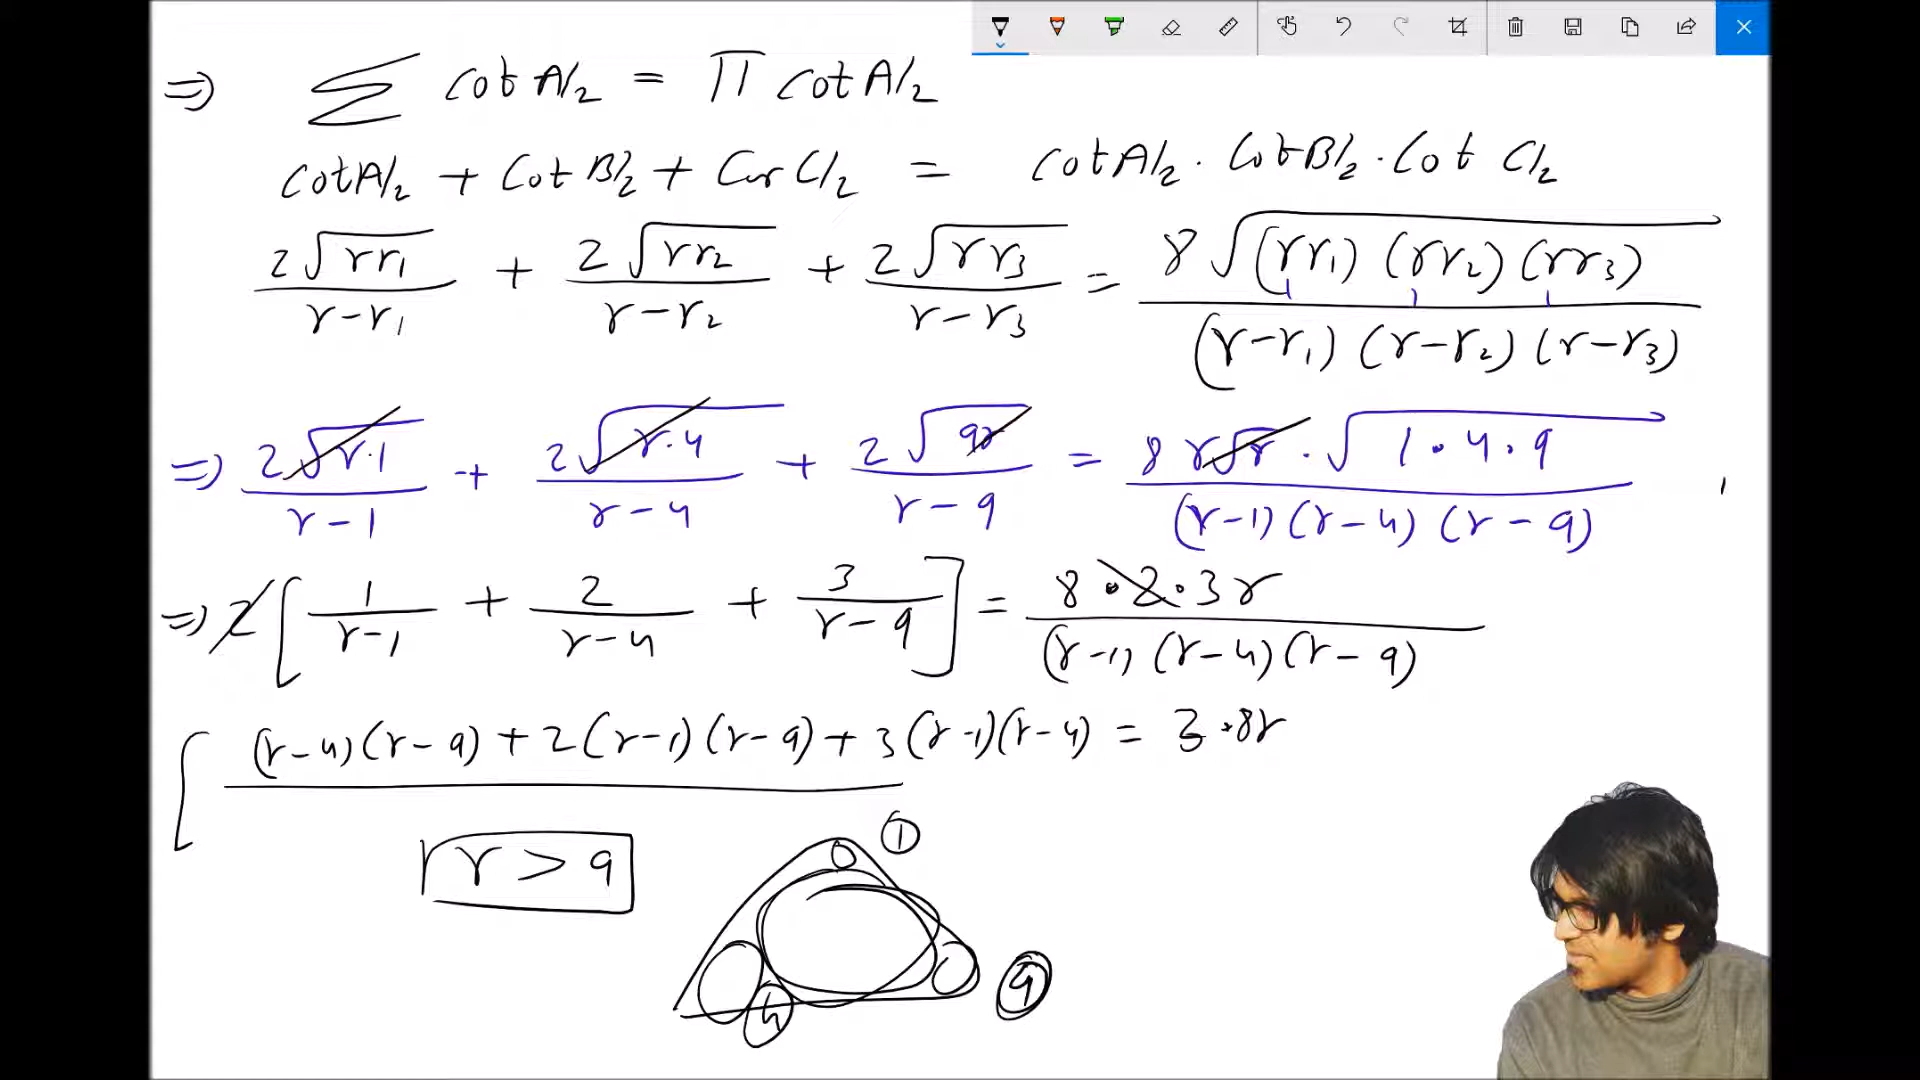 ⇒ ∑ cot A/2 = Π cot A/2
cot A/2 + Cot B/2 + Cot C/2 = cot A/2 · Cot B/2 · Cot C/2
2√(rr₁)/(r-r₁) + 2√(rr₂)/(r-r₂) + 2√(rr₃)/(r-r₃) = 8√((rr₁)(rr₂)(rr₃))/((r-r₁)(r-r₂)(r-r₃))
⇒ 2√(r·1)/(r-1) + 2√(r·4)/(r-4) + 2√(9r)/(r-9) = 8r√r · √(1·4·9)/((r-1)(r-4)(r-9))
⇒ 2[1/(r-1) + 2/(r-4) + 3/(r-9)] = 8·2·3r/((r-1)(r-4)(r-9))
[(r-4)(r-9) + 2(r-1)(r-9) + 3(r-1)(r-4) = 3·8r
r > 9
1
4
9